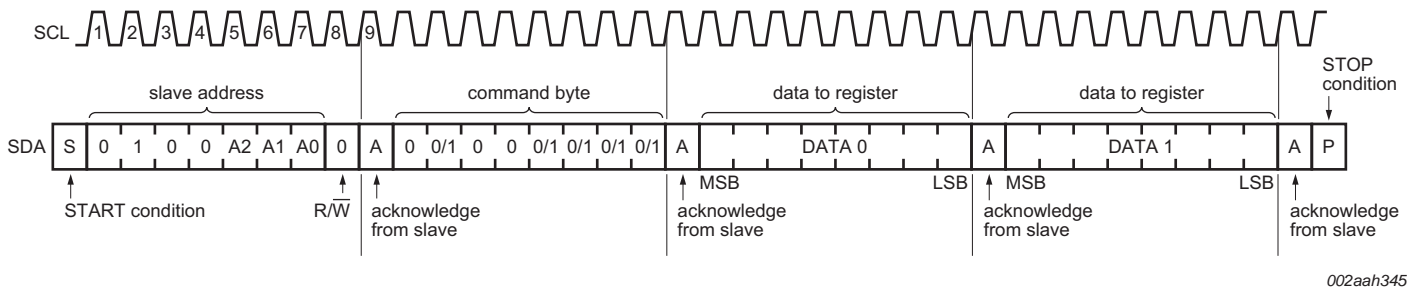 SCL 1 2 3 4 5 6 7 8 9
STOP
condition
slave address command byte data to register data to register
SDA S 0 1 0 0 A2 A1 A0 0 A 0 0/1 0 0 0/1 0/1 0/1 0/1 A DATA 0 A DATA 1 A P
MSB LSB MSB LSB
START condition R/W̅ acknowledge acknowledge acknowledge acknowledge
from slave from slave from slave from slave
002aah345